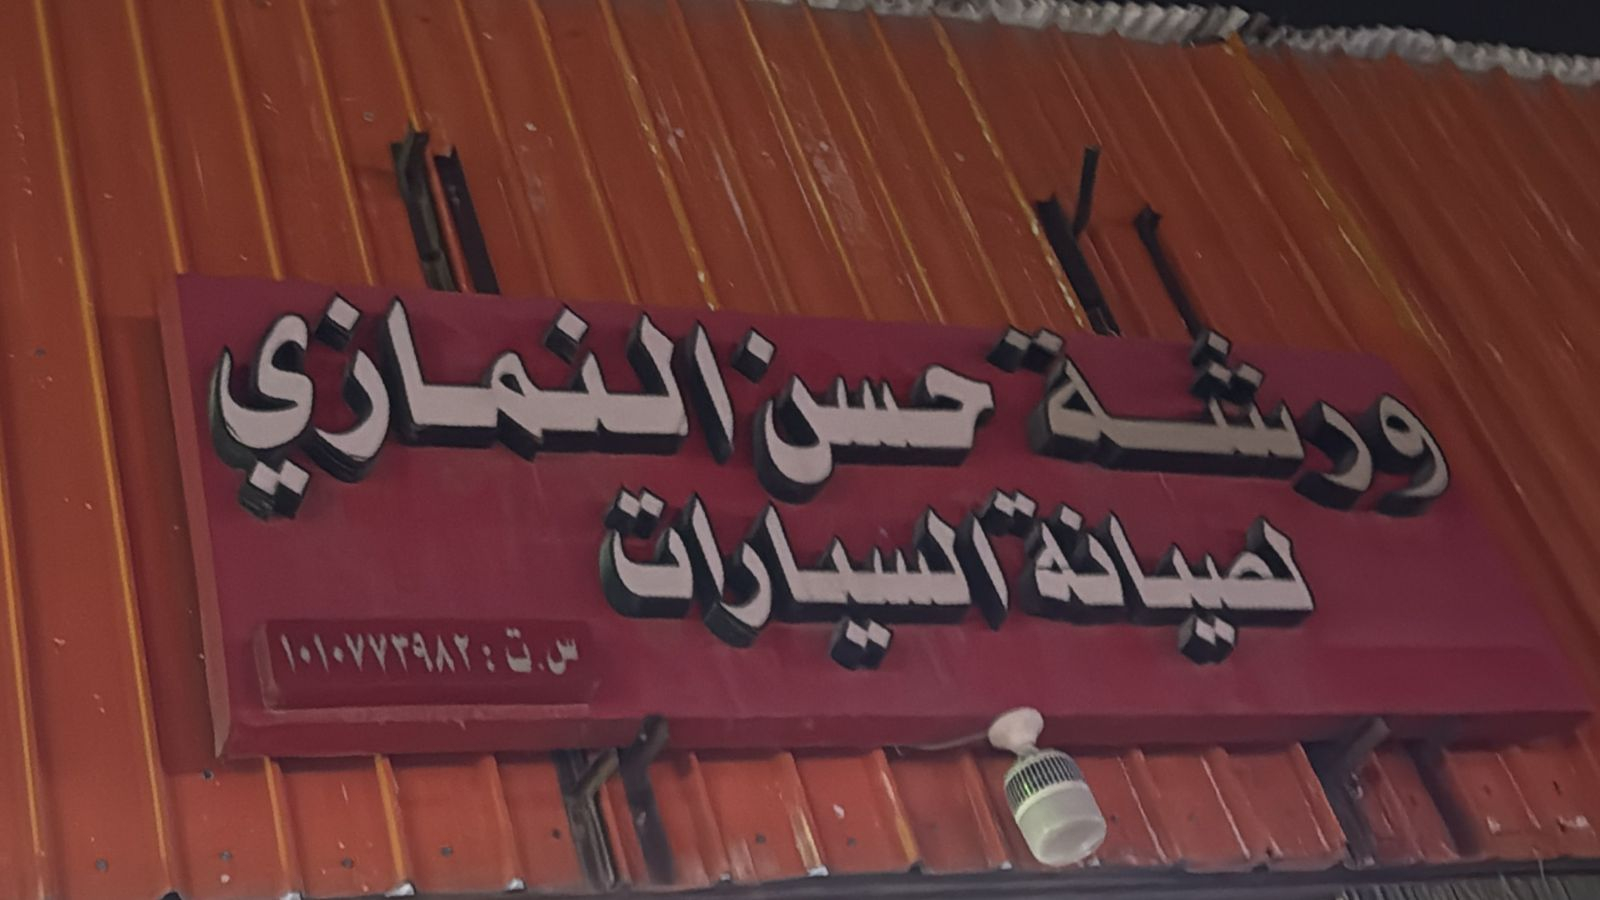 ورشة حسن النمازي
لصيانة السيارات
س.ت : ١٠١٠٧٧٣٩٨٢